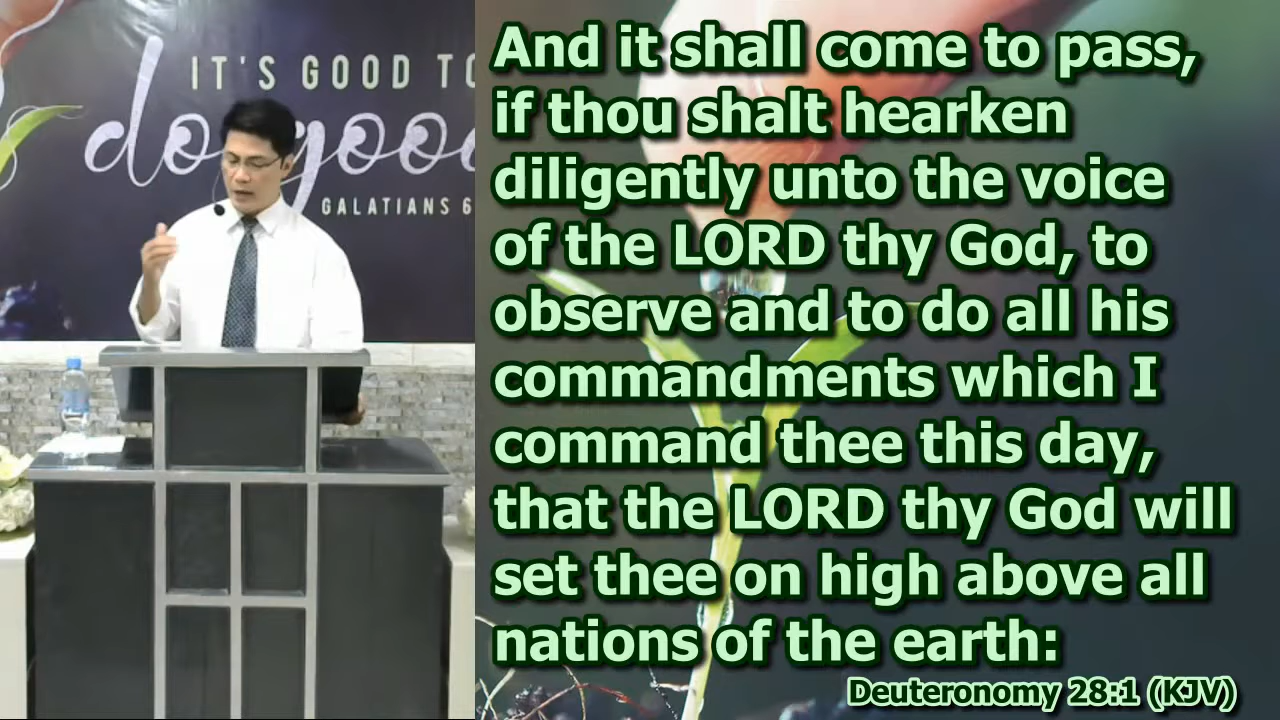 IT'S GOOD TO
do good
GALATIANS 6
And it shall come to pass,
if thou shalt hearken
diligently unto the voice
of the LORD thy God, to
observe and to do all his
commandments which I
command thee this day,
that the LORD thy God will
set thee on high above all
nations of the earth:
Deuteronomy 28:1 (KJV)